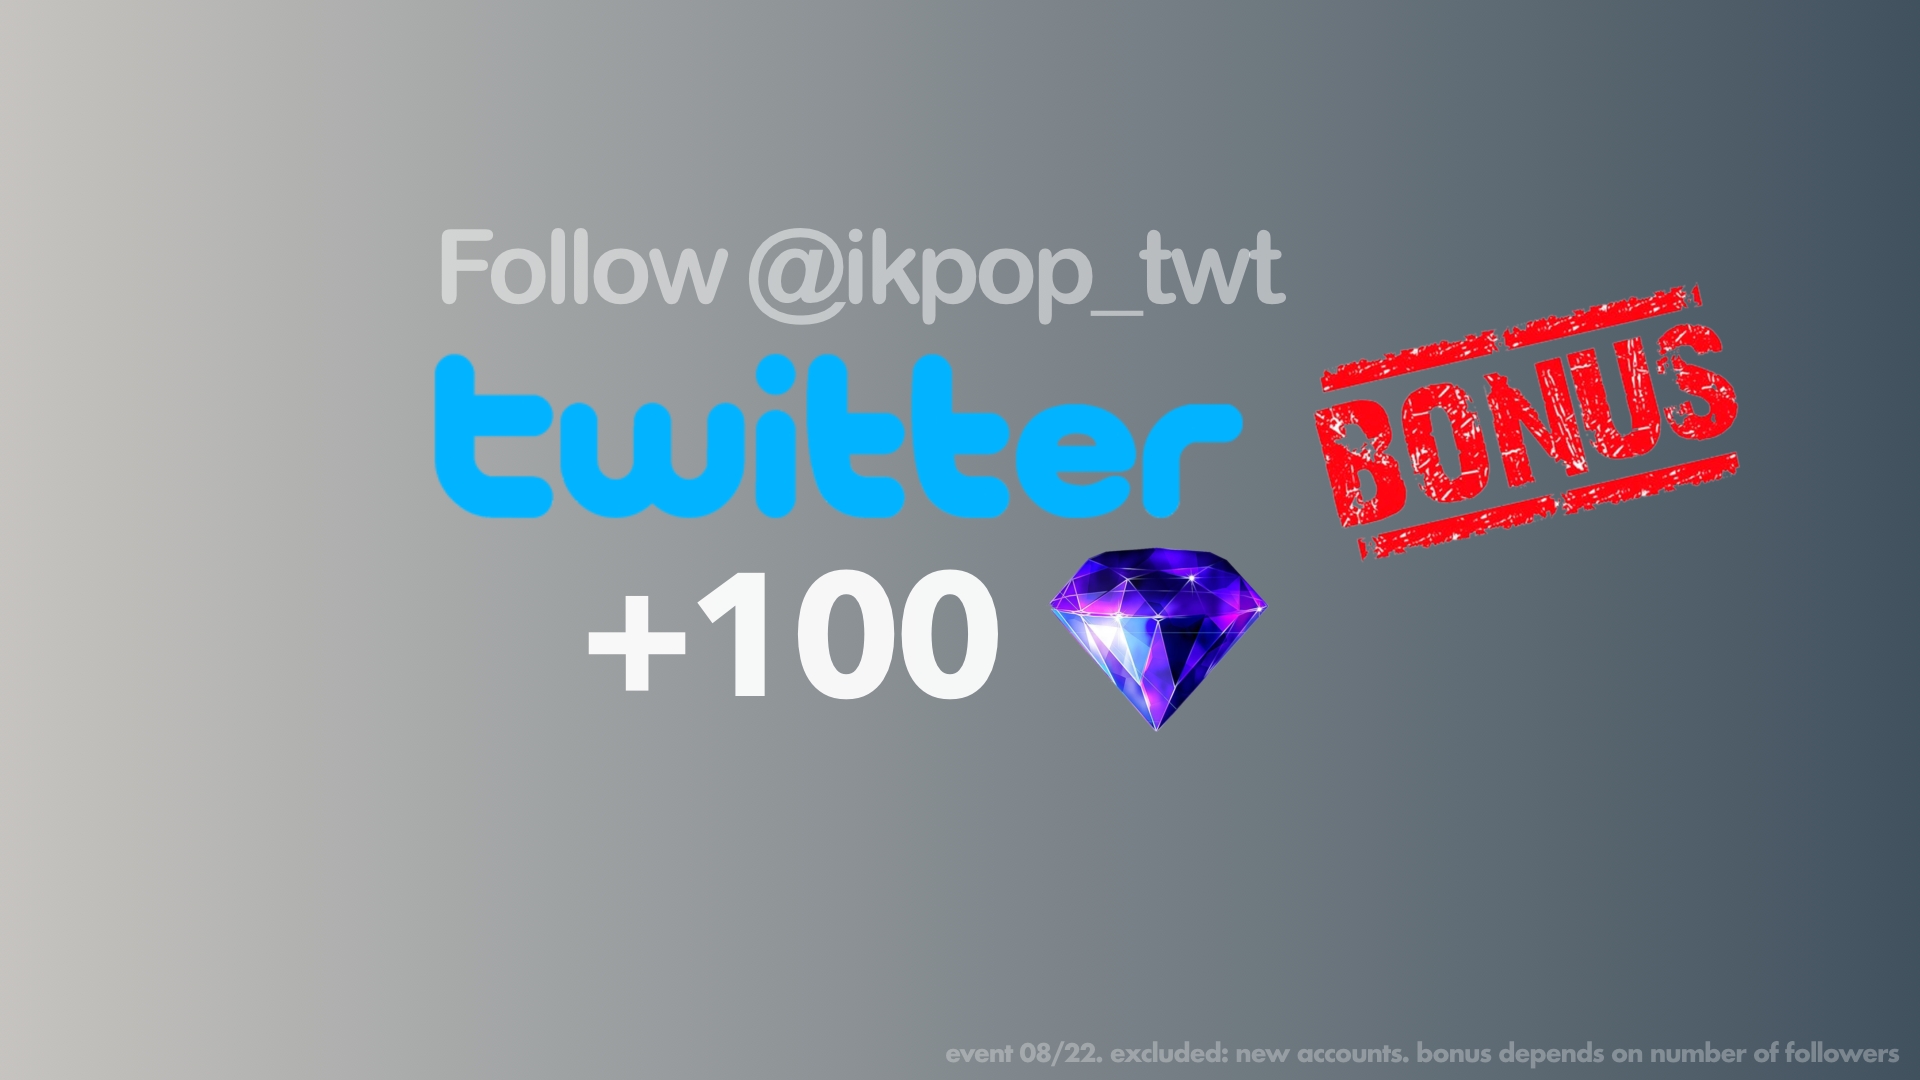 Follow @ikpop_twt
twitter
BONUS
+100
event 08/22. excluded: new accounts. bonus depends on number of followers